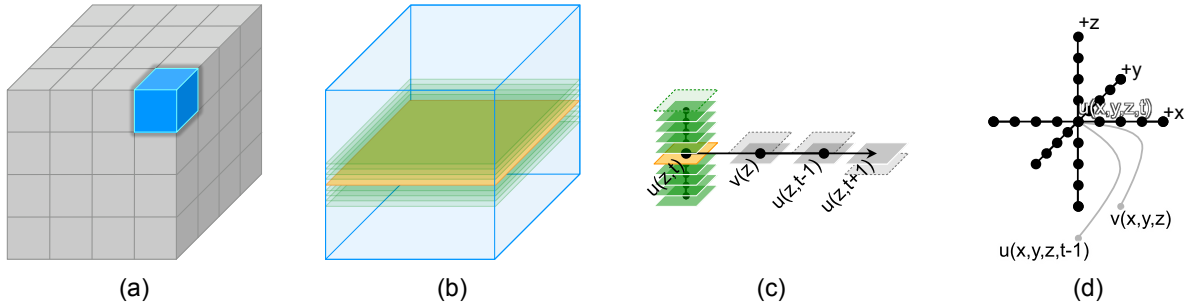 +z
+y
+x
u(x,y,z,t)
u(z,t)
v(z)
u(z,t-1)
u(z,t+1)
v(x,y,z)
u(x,y,z,t-1)
(a)
(b)
(c)
(d)